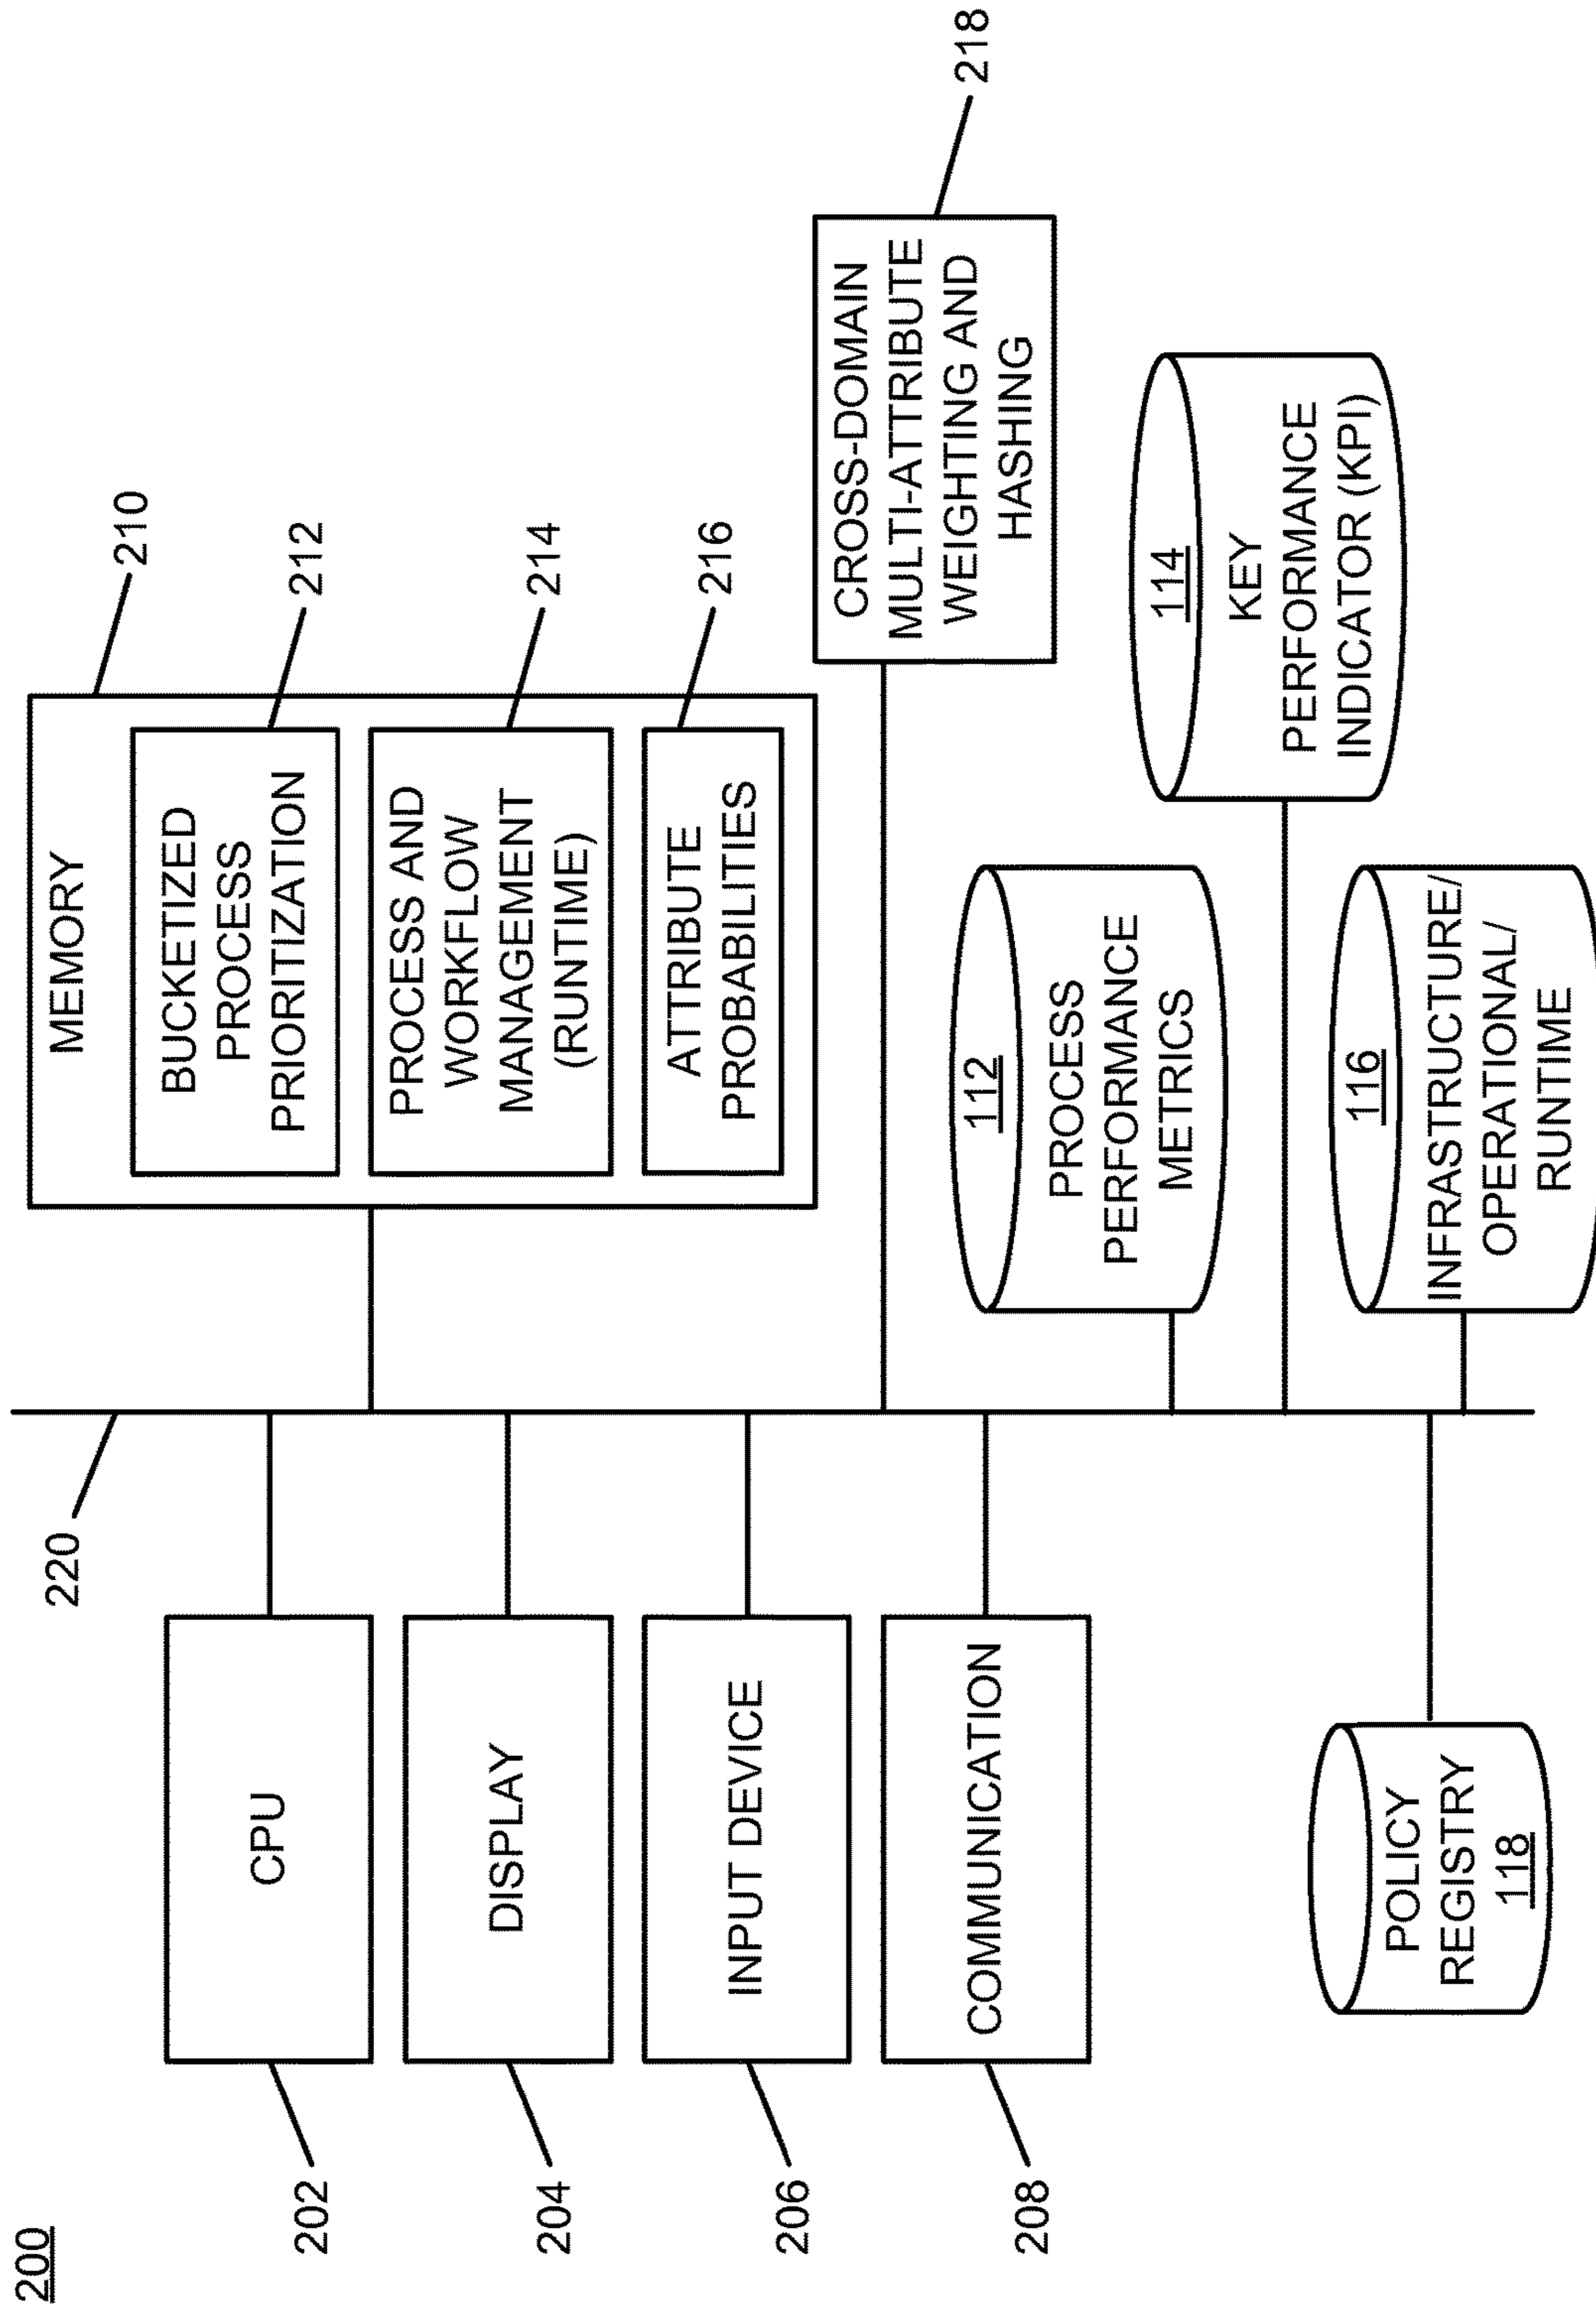 200
202
CPU
204
DISPLAY
206
INPUT DEVICE
208
COMMUNICATION
POLICY
REGISTRY
118
220
MEMORY
210
BUCKETIZED
PROCESS
PRIORITIZATION
212
PROCESS AND
WORKFLOW
MANAGEMENT
(RUNTIME)
214
ATTRIBUTE
PROBABILITIES
216
CROSS-DOMAIN
MULTI-ATTRIBUTE
WEIGHTING AND
HASHING
218
112
PROCESS
PERFORMANCE
METRICS
114
KEY
PERFORMANCE
INDICATOR (KPI)
116
INFRASTRUCTURE/
OPERATIONAL/
RUNTIME